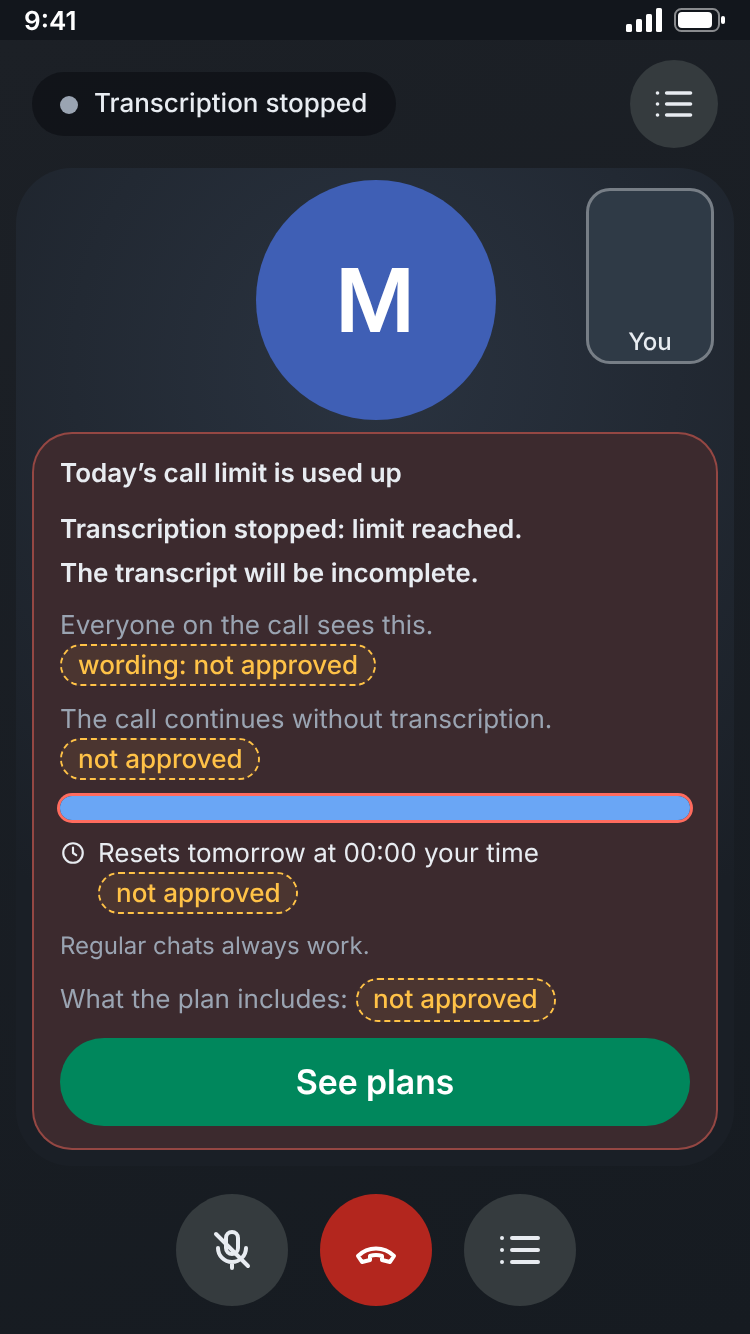 9:41
Transcription stopped
M
You
Today’s call limit is used up
Transcription stopped: limit reached.
The transcript will be incomplete.
Everyone on the call sees this.
wording: not approved
The call continues without transcription.
not approved
Resets tomorrow at 00:00 your time
not approved
Regular chats always work.
What the plan includes: not approved
See plans